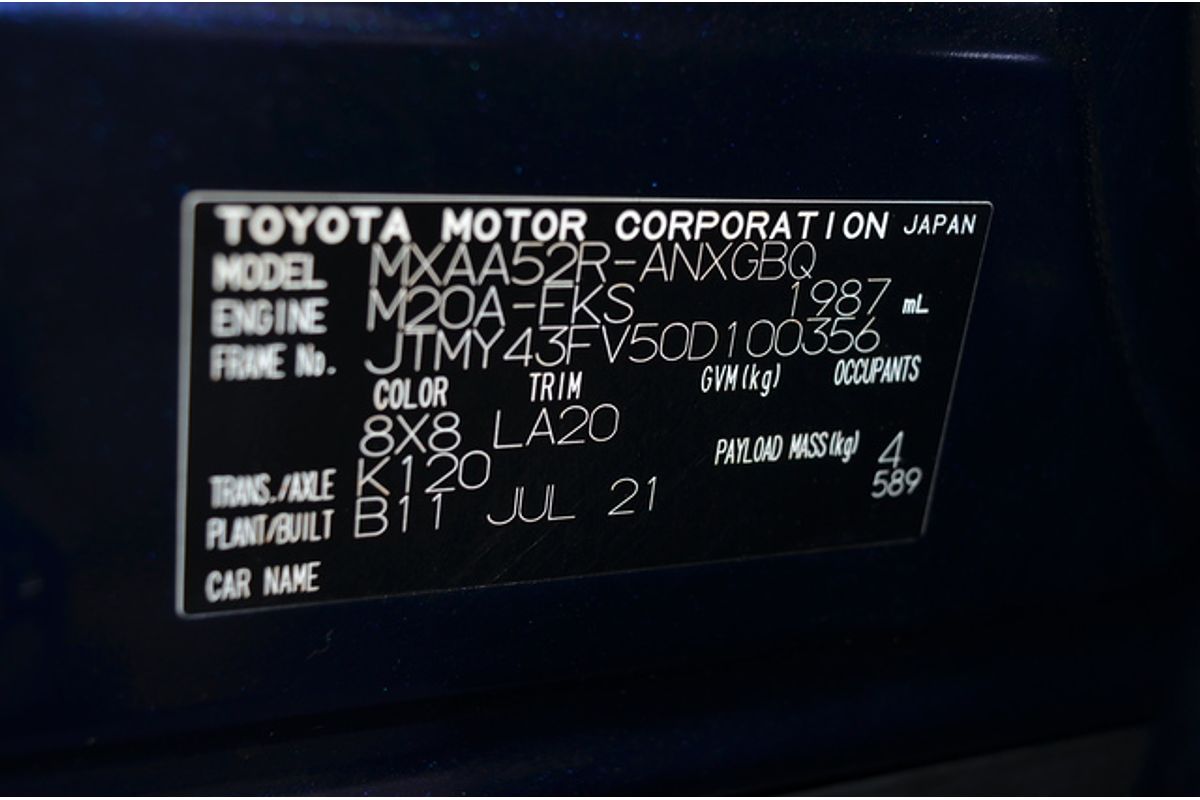 TOYOTA MOTOR CORPORATION JAPAN
MODEL MXAA52R-ANXGBQ
ENGINE M20A-FKS 1987 mL
FRAME No. JTMY43FV50D100356
COLOR TRIM GVM(kg) OCCUPANTS
8X8 LA20
PAYLOAD MASS(kg) 4
TRANS./AXLE K120 589
PLANT/BUILT B11 JUL 21
CAR NAME